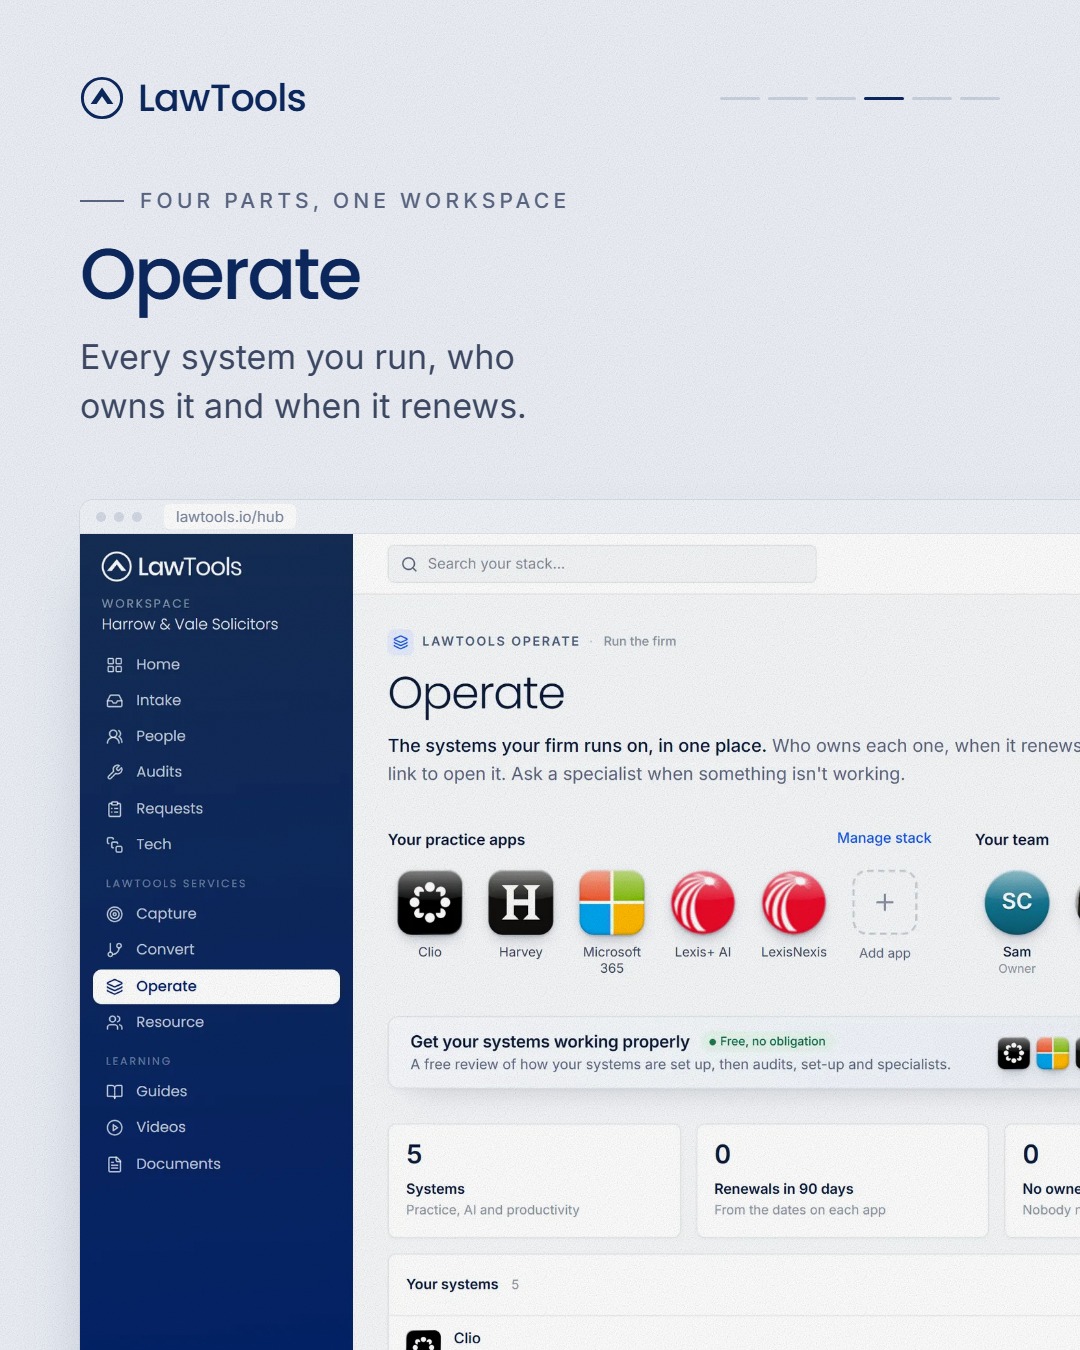 LawTools
FOUR PARTS, ONE WORKSPACE
Operate
Every system you run, who
owns it and when it renews.
lawtools.io/hub
LawTools
WORKSPACE
Harrow & Vale Solicitors
Home
Intake
People
Audits
Requests
Tech
LAWTOOLS SERVICES
Capture
Convert
Operate
Resource
LEARNING
Guides
Videos
Documents
Search your stack...
LAWTOOLS OPERATE · Run the firm
Operate
The systems your firm runs on, in one place. Who owns each one, when it renews
link to open it. Ask a specialist when something isn't working.
Your practice apps
Manage stack
Clio
H
Harvey
Microsoft
365
Lexis+ AI
LexisNexis
Add app
Your team
SC
Sam
Owner
Get your systems working properly
Free, no obligation
A free review of how your systems are set up, then audits, set-up and specialists.
5
Systems
Practice, AI and productivity
0
Renewals in 90 days
From the dates on each app
0
No owne
Nobody
Your systems 5
Clio